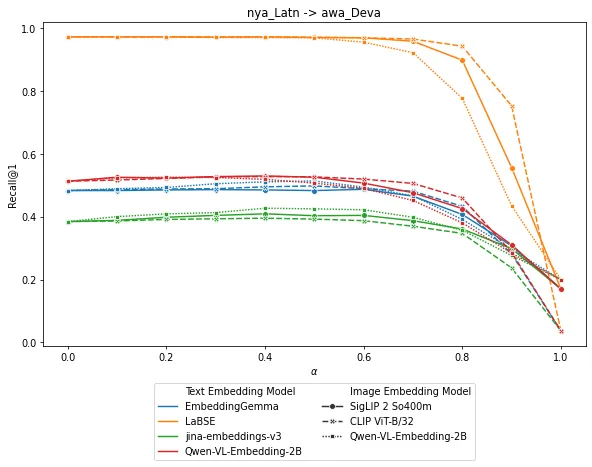 nya_Latn -> awa_Deva
1.0
0.8
0.6
0.4
0.2
0.0
Recall@1
0.0 0.2 0.4 0.6 0.8 1.0
α
Text Embedding Model Image Embedding Model
EmbeddingGemma SigLIP 2 So400m
LaBSE CLIP ViT-B/32
jina-embeddings-v3 Qwen-VL-Embedding-2B
Qwen-VL-Embedding-2B